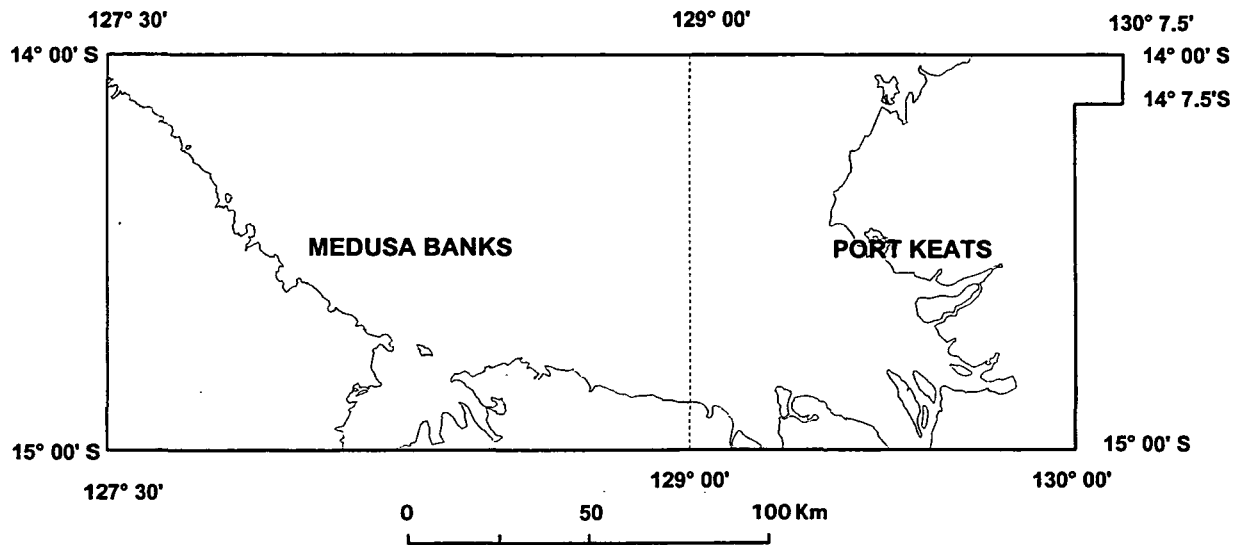 127° 30' 129° 00' 130° 7.5'
14° 00' S 14° 00' S
14° 7.5'S
MEDUSA BANKS PORT KEATS
15° 00' S 15° 00' S
127° 30' 129° 00' 130° 00'
0 50 100 Km